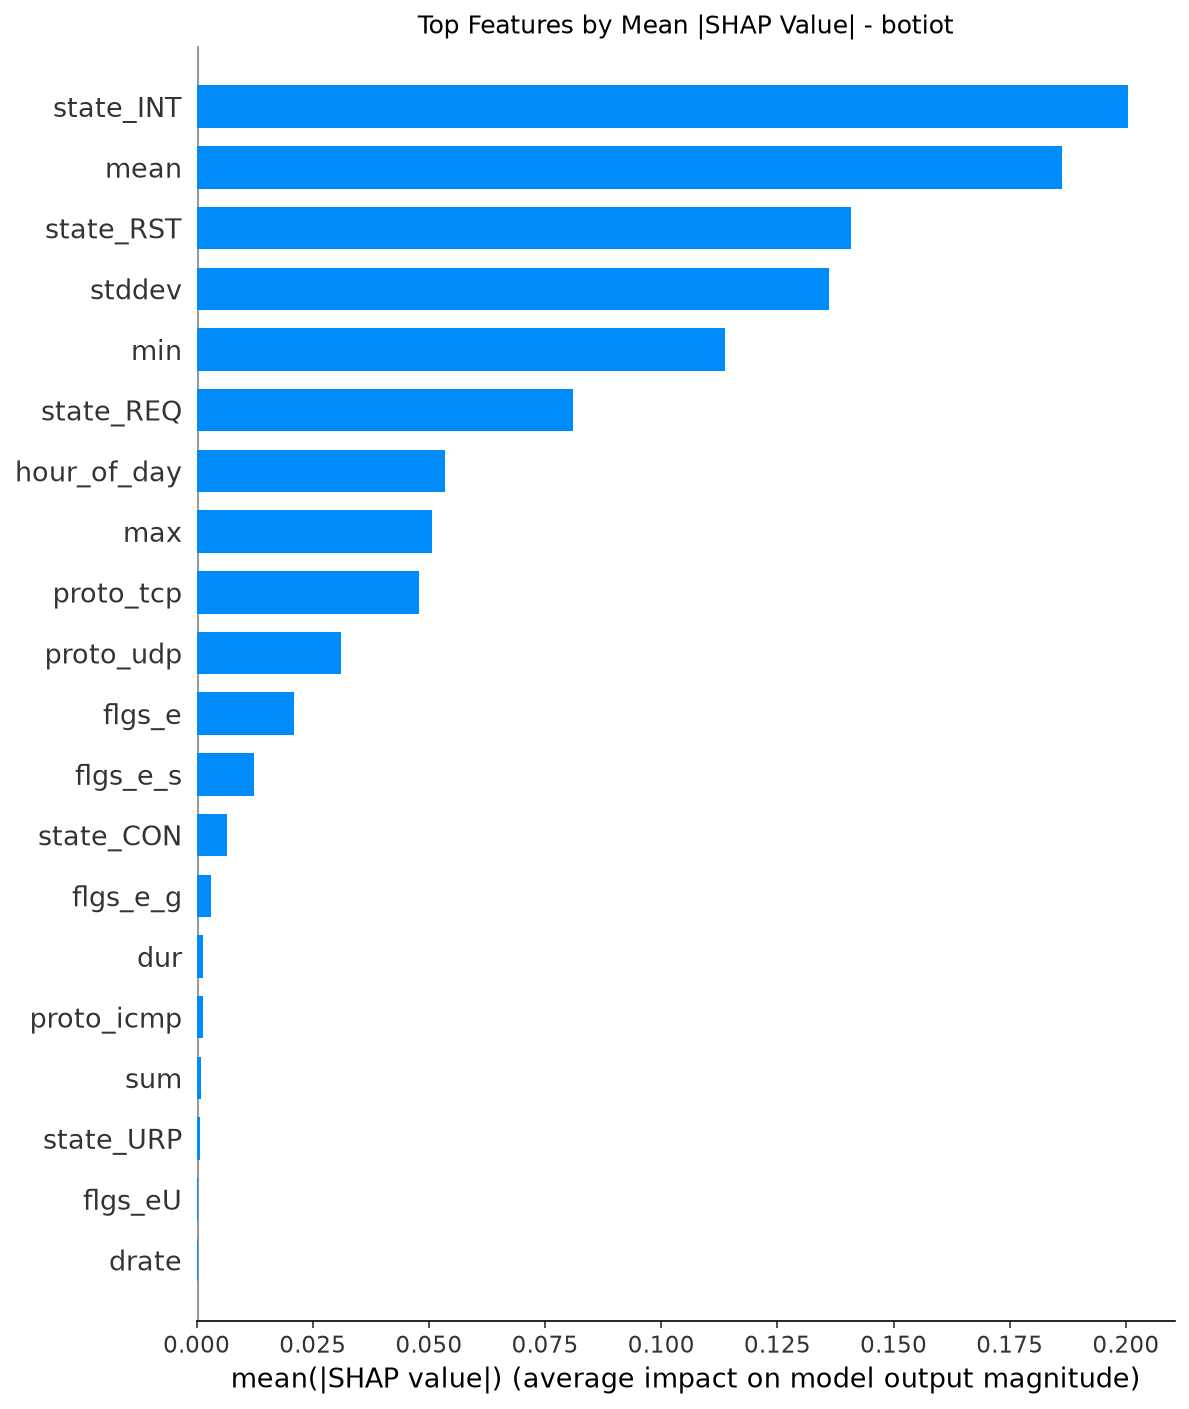 Top Features by Mean |SHAP Value| - botiot
state_INT
mean
state_RST
stddev
min
state_REQ
hour_of_day
max
proto_tcp
proto_udp
flgs_e
flgs_e_s
state_CON
flgs_e_g
dur
proto_icmp
sum
state_URP
flgs_eU
drate
0.000 0.025 0.050 0.075 0.100 0.125 0.150 0.175 0.200
mean(|SHAP value|) (average impact on model output magnitude)